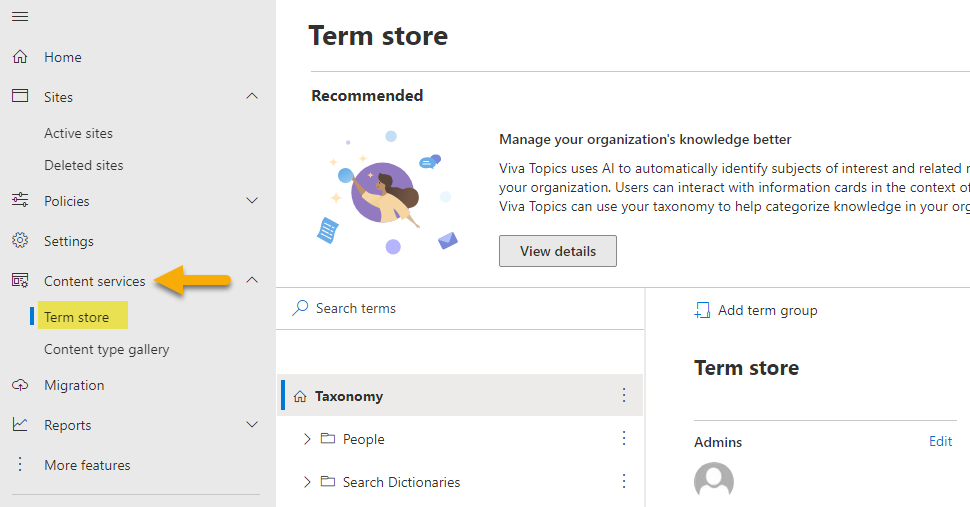 Home
Sites
Active sites
Deleted sites
Policies
Settings
Content services
Term store
Content type gallery
Migration
Reports
More features
Term store
Recommended
Manage your organization's knowledge better
Viva Topics uses AI to automatically identify subjects of interest and related
your organization. Users can interact with information cards in the context of
Viva Topics can use your taxonomy to help categorize knowledge in your org
View details
Search terms
Taxonomy
People
Search Dictionaries
Add term group
Term store
Admins
Edit